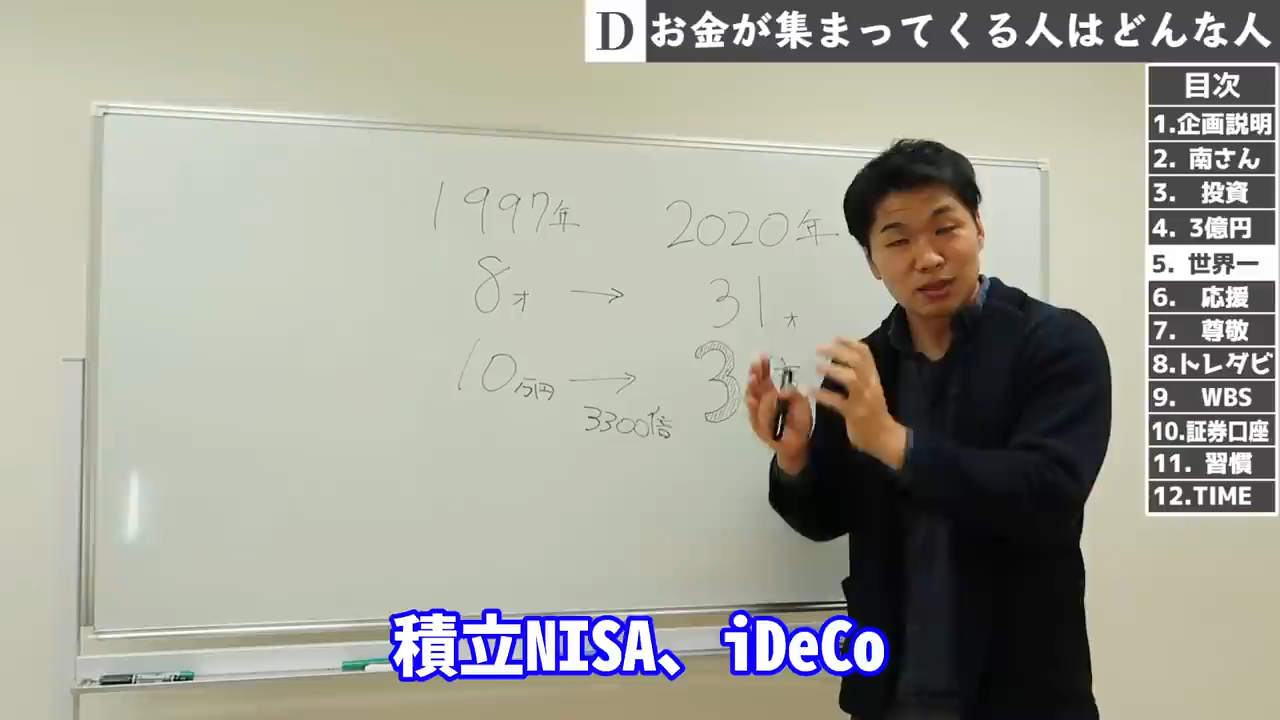 D お金が集まってくる人はどんな人
目次
1.企画説明
2. 南さん
3. 投資
4. 3億円
5. 世界一
6. 応援
7. 尊敬
8.トレダビ
9. WBS
10.証券口座
11. 習慣
12.TIME
1997年 2020年
8才 → 31才
10万円 → 3
3300倍
積立NISA、iDeCo